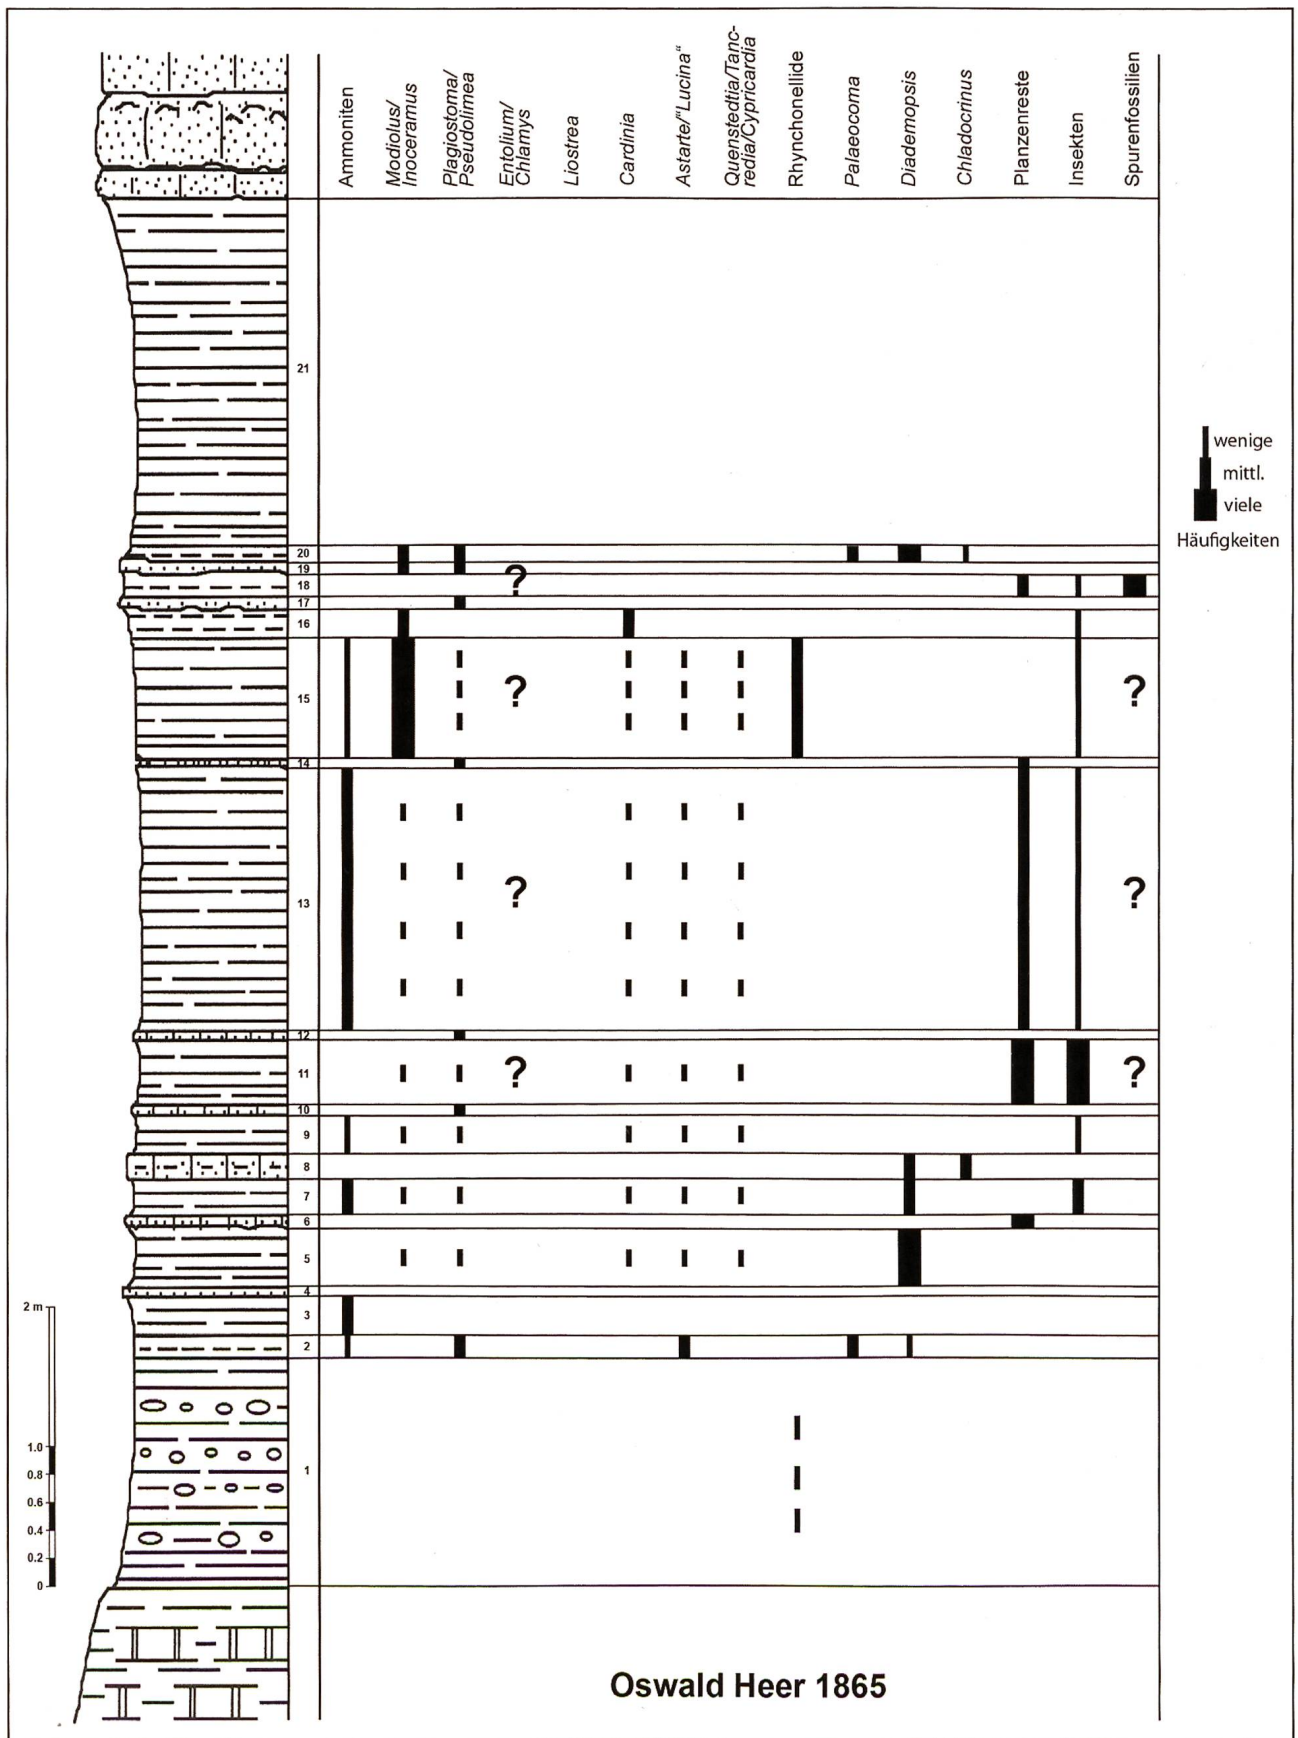 Ammoniten
Modiolus/
Inoceramus
Plagiostoma/
Pseudolimea
Entolium/
Chlamys
Liostrea
Cardinia
Astarte/"Lucina“
Quenstedtia/Tanc-
redia/Cypricardia
Rhynchonellide
Palaeocoma
Diademopsis
Chladocrinus
Planzenreste
Insekten
Spurenfossilien
21
wenige
mittl.
viele
Häufigkeiten
20
19
?
18
17
16
15
?
?
14
13
?
?
12
11
?
?
10
9
8
7
6
5
4
3
2
1
2 m
1.0
0.8
0.6
0.4
0.2
0
Oswald Heer 1865